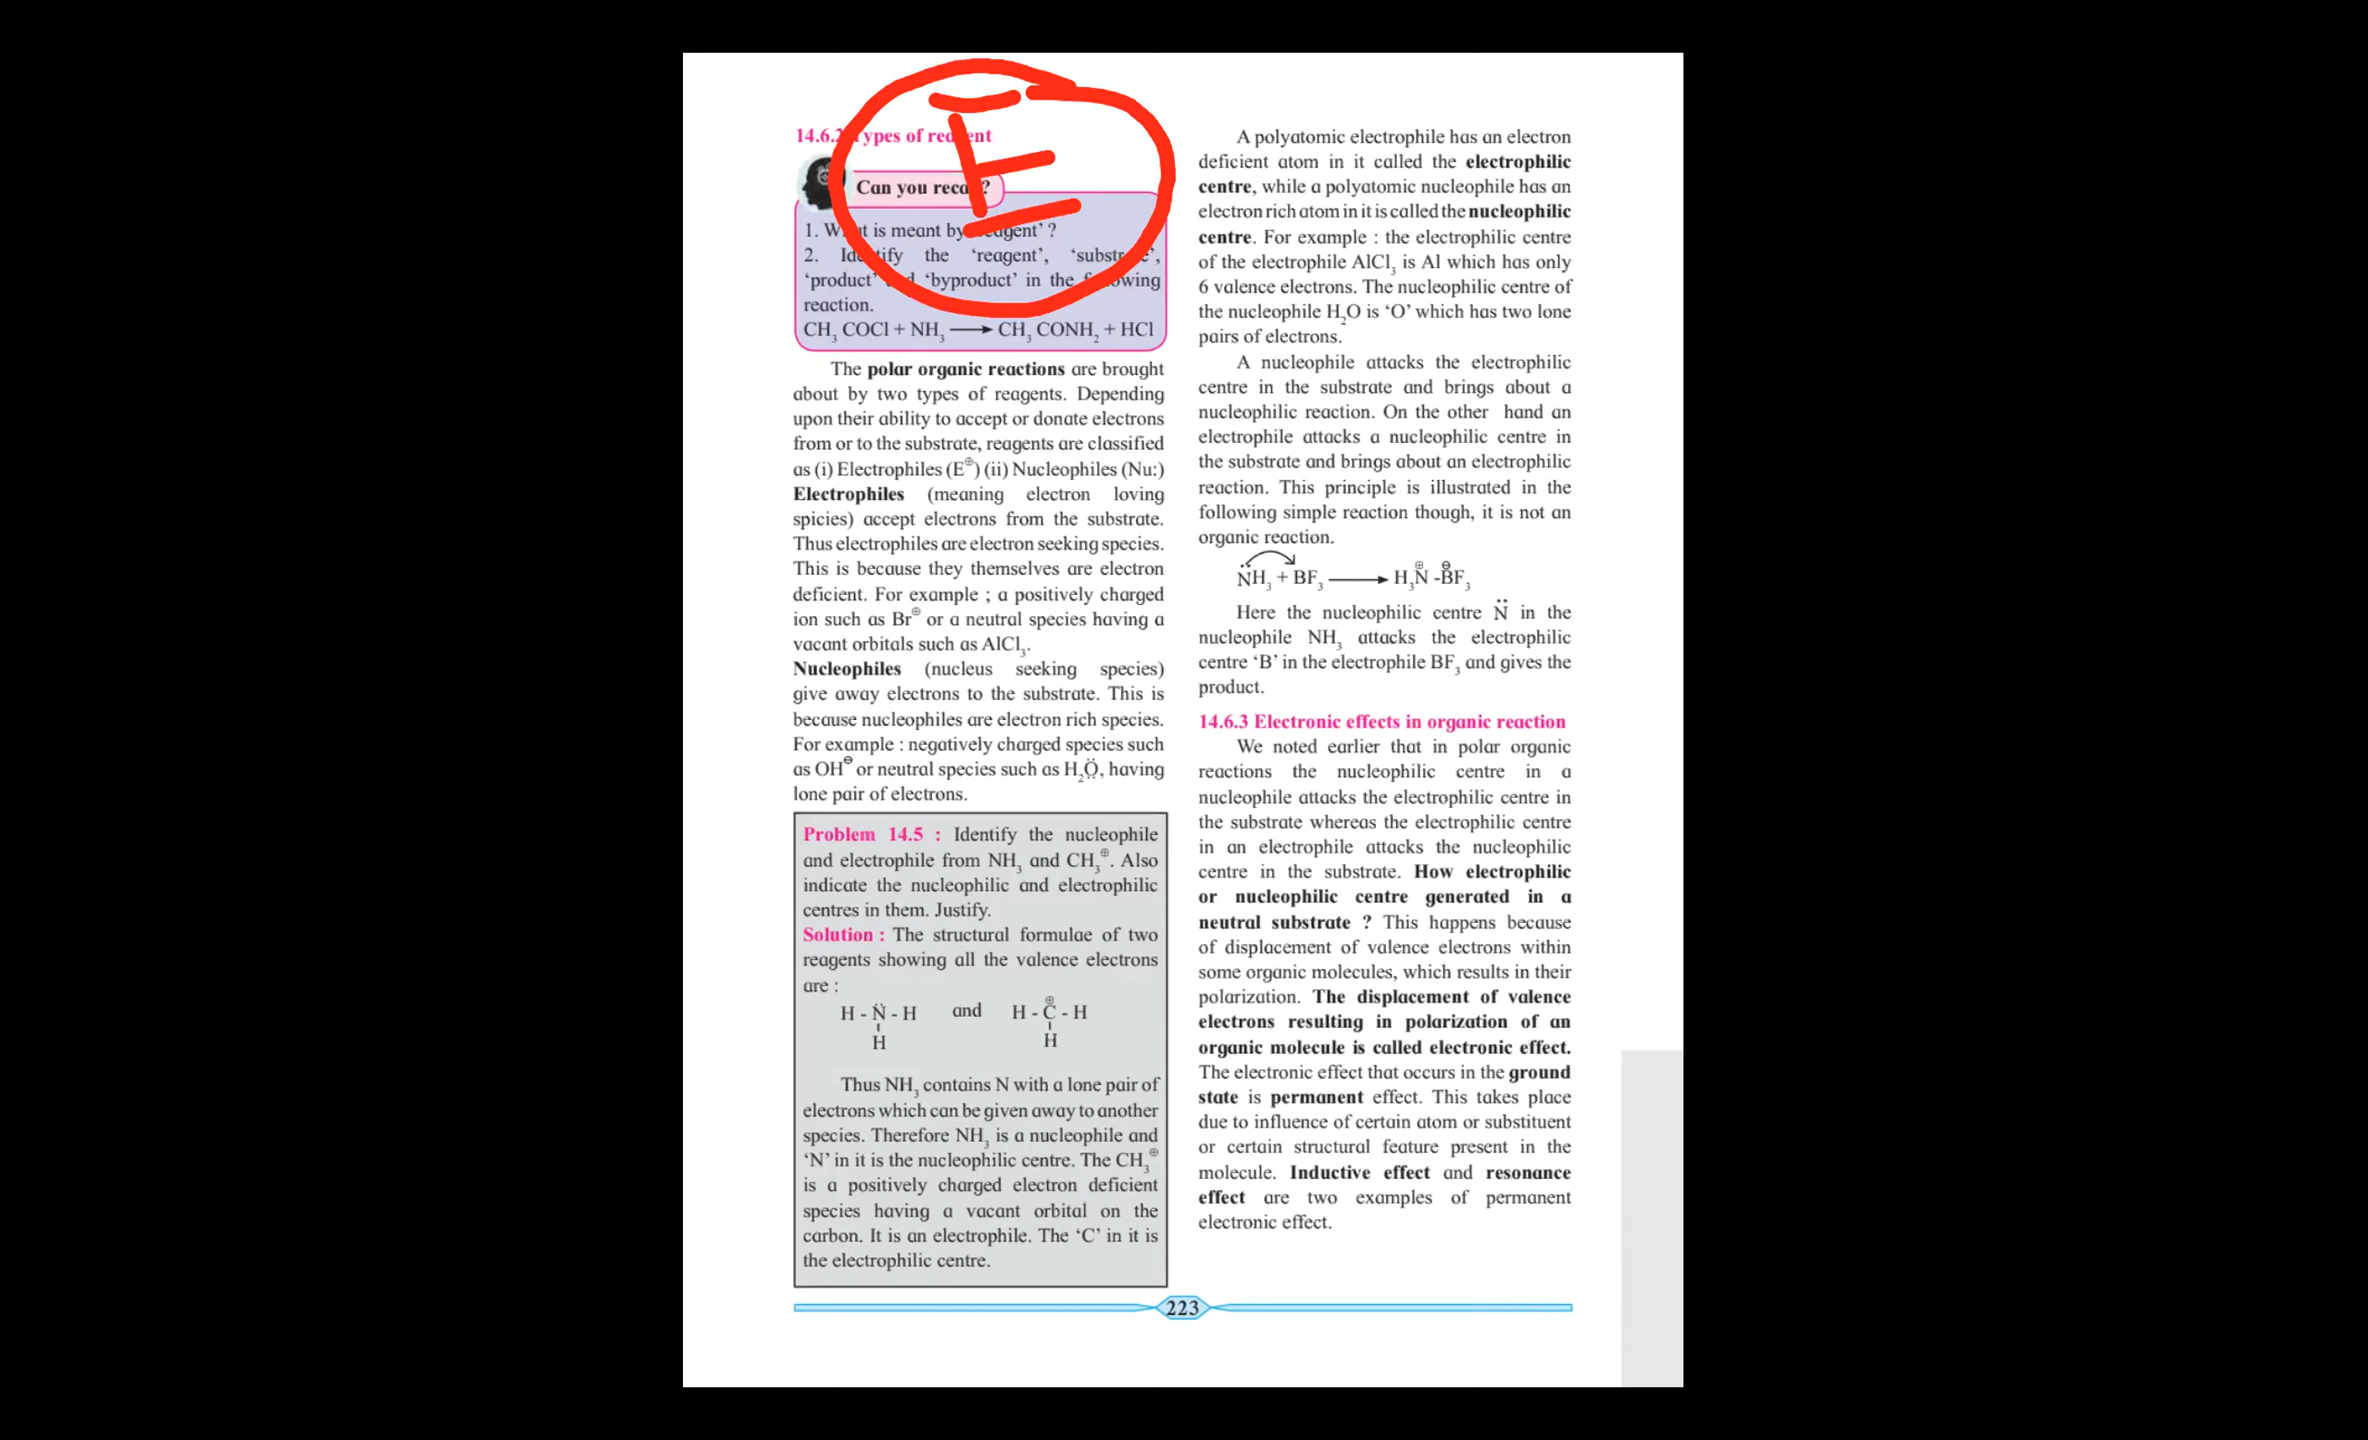 E
14.6.2 Types of reagent
Can you recall ?
1. What is meant by ‘reagent’ ?
2. Identify the ‘reagent’, ‘substrate’,
‘product’ and ‘byproduct’ in the following
reaction.
CH₃ COCl + NH₃ ⟶ CH₃ CONH₂ + HCl
The polar organic reactions are brought
about by two types of reagents. Depending
upon their ability to accept or donate electrons
from or to the substrate, reagents are classified
as (i) Electrophiles (E⊕) (ii) Nucleophiles (Nu:)
Electrophiles (meaning electron loving
spicies) accept electrons from the substrate.
Thus electrophiles are electron seeking species.
This is because they themselves are electron
deficient. For example ; a positively charged
ion such as Br⊕ or a neutral species having a
vacant orbitals such as AlCl₃.
Nucleophiles (nucleus seeking species)
give away electrons to the substrate. This is
because nucleophiles are electron rich species.
For example : negatively charged species such
as OH⊖ or neutral species such as H₂Ö, having
lone pair of electrons.
Problem 14.5 : Identify the nucleophile
and electrophile from NH₃ and CH₃⊕. Also
indicate the nucleophilic and electrophilic
centres in them. Justify.
Solution : The structural formulae of two
reagents showing all the valence electrons
are :
H - N̈ - H and H - C⊕ - H
H H
Thus NH₃ contains N with a lone pair of
electrons which can be given away to another
species. Therefore NH₃ is a nucleophile and
‘N’ in it is the nucleophilic centre. The CH₃⊕
is a positively charged electron deficient
species having a vacant orbital on the
carbon. It is an electrophile. The ‘C’ in it is
the electrophilic centre.
A polyatomic electrophile has an electron
deficient atom in it called the electrophilic
centre, while a polyatomic nucleophile has an
electron rich atom in it is called the nucleophilic
centre. For example : the electrophilic centre
of the electrophile AlCl₃ is Al which has only
6 valence electrons. The nucleophilic centre of
the nucleophile H₂O is ‘O’ which has two lone
pairs of electrons.
A nucleophile attacks the electrophilic
centre in the substrate and brings about a
nucleophilic reaction. On the other hand an
electrophile attacks a nucleophilic centre in
the substrate and brings about an electrophilic
reaction. This principle is illustrated in the
following simple reaction though, it is not an
organic reaction.
N̈H₃ + BF₃ ⟶ H₃N⊕ -B⊖F₃
Here the nucleophilic centre N̈ in the
nucleophile NH₃ attacks the electrophilic
centre ‘B’ in the electrophile BF₃ and gives the
product.
14.6.3 Electronic effects in organic reaction
We noted earlier that in polar organic
reactions the nucleophilic centre in a
nucleophile attacks the electrophilic centre in
the substrate whereas the electrophilic centre
in an electrophile attacks the nucleophilic
centre in the substrate. How electrophilic
or nucleophilic centre generated in a
neutral substrate ? This happens because
of displacement of valence electrons within
some organic molecules, which results in their
polarization. The displacement of valence
electrons resulting in polarization of an
organic molecule is called electronic effect.
The electronic effect that occurs in the ground
state is permanent effect. This takes place
due to influence of certain atom or substituent
or certain structural feature present in the
molecule. Inductive effect and resonance
effect are two examples of permanent
electronic effect.
223